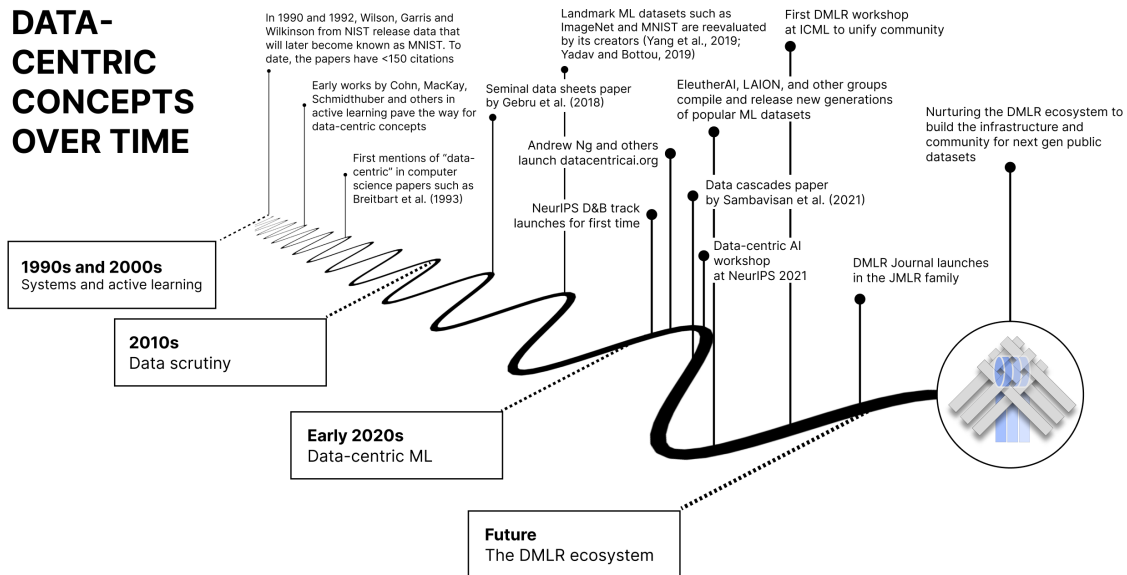 DATA-
CENTRIC
CONCEPTS
OVER TIME
In 1990 and 1992, Wilson, Garris and
Wilkinson from NIST release data that
will later become known as MNIST. To
date, the papers have <150 citations
Early works by Cohn, MacKay,
Schmidthuber and others in
active learning pave the way for
data-centric concepts
First mentions of "data-
centric" in computer
science papers such as
Breitbart et al. (1993)
Seminal data sheets paper
by Gebru et al. (2018)
Landmark ML datasets such as
ImageNet and MNIST are reevaluated
by its creators (Yang et al., 2019;
Yadav and Bottou, 2019)
NeurIPS D&B track
launches for first time
Andrew Ng and others
launch datacentricai.org
Data cascades paper
by Sambavisan et al. (2021)
Data-centric AI
workshop
at NeurIPS 2021
EleutherAI, LAION, and other groups
compile and release new generations
of popular ML datasets
First DMLR workshop
at ICML to unify community
DMLR Journal launches
in the JMLR family
Nurturing the DMLR ecosystem to
build the infrastructure and
community for next gen public
datasets
1990s and 2000s
Systems and active learning
2010s
Data scrutiny
Early 2020s
Data-centric ML
Future
The DMLR ecosystem